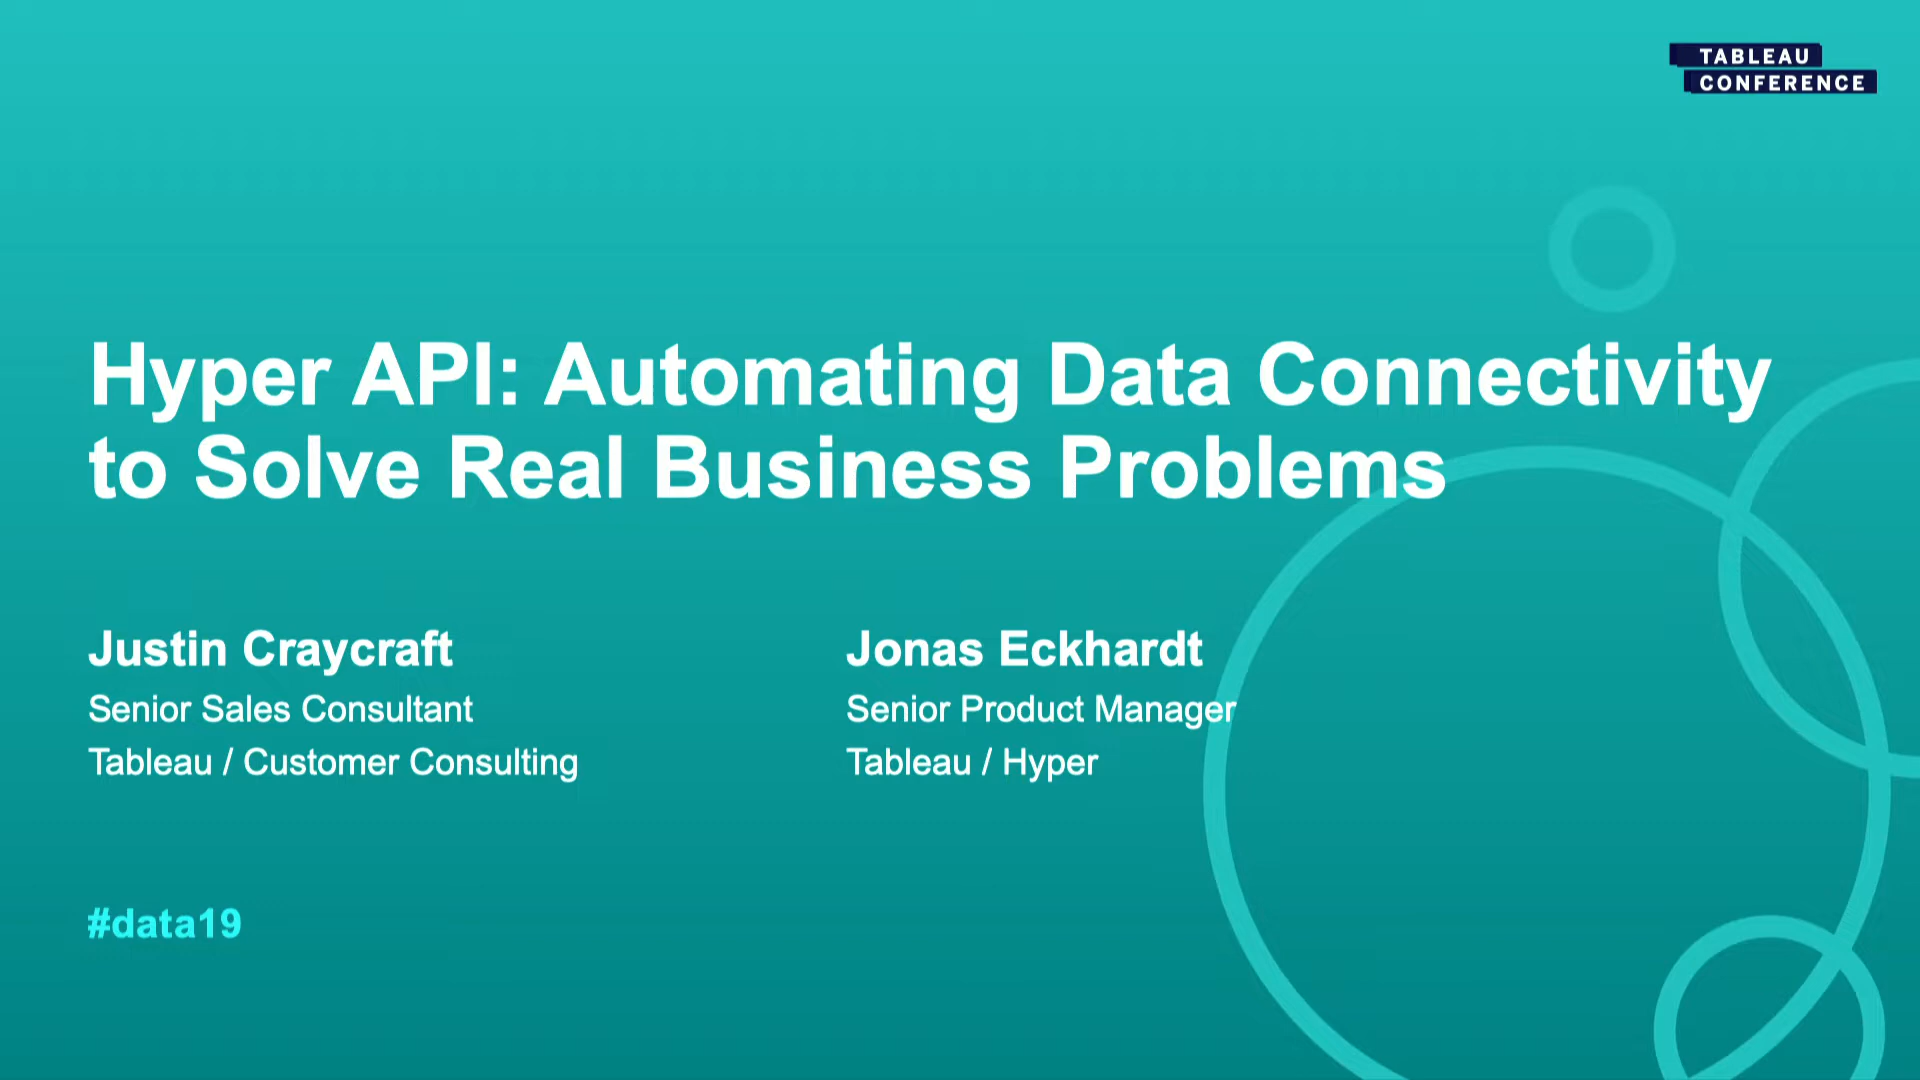 TABLEAU
CONFERENCE
Hyper API: Automating Data Connectivity
to Solve Real Business Problems
Justin Craycraft
Senior Sales Consultant
Tableau / Customer Consulting
Jonas Eckhardt
Senior Product Manager
Tableau / Hyper
#data19